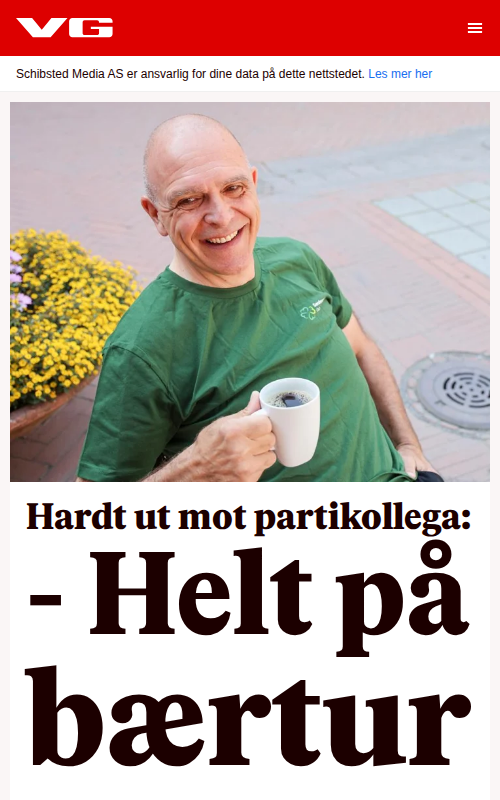 VG
Schibsted Media AS er ansvarlig for dine data på dette nettstedet. Les mer her
Hardt ut mot partikollega:
- Helt på
bærtur